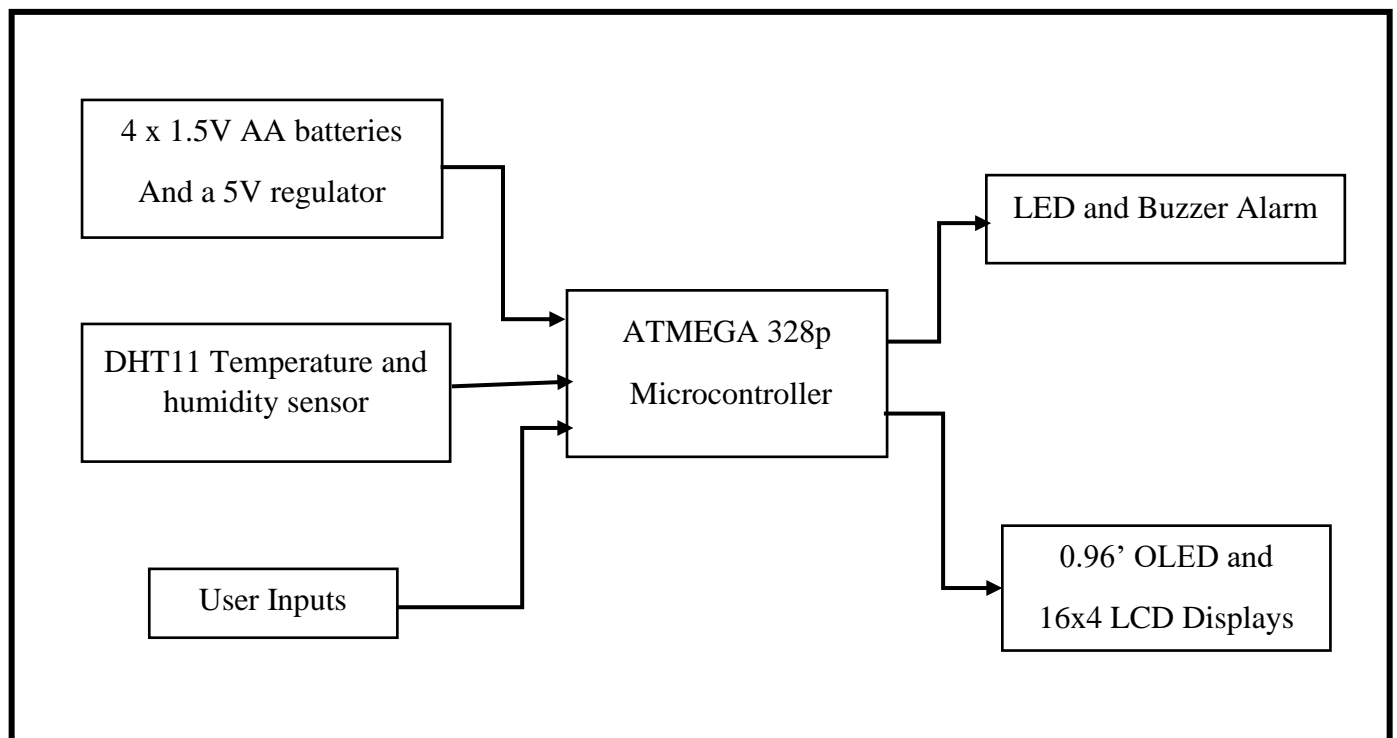 4 x 1.5V AA batteries
And a 5V regulator
DHT11 Temperature and
humidity sensor
User Inputs
ATMEGA 328p
Microcontroller
LED and Buzzer Alarm
0.96’ OLED and
16x4 LCD Displays